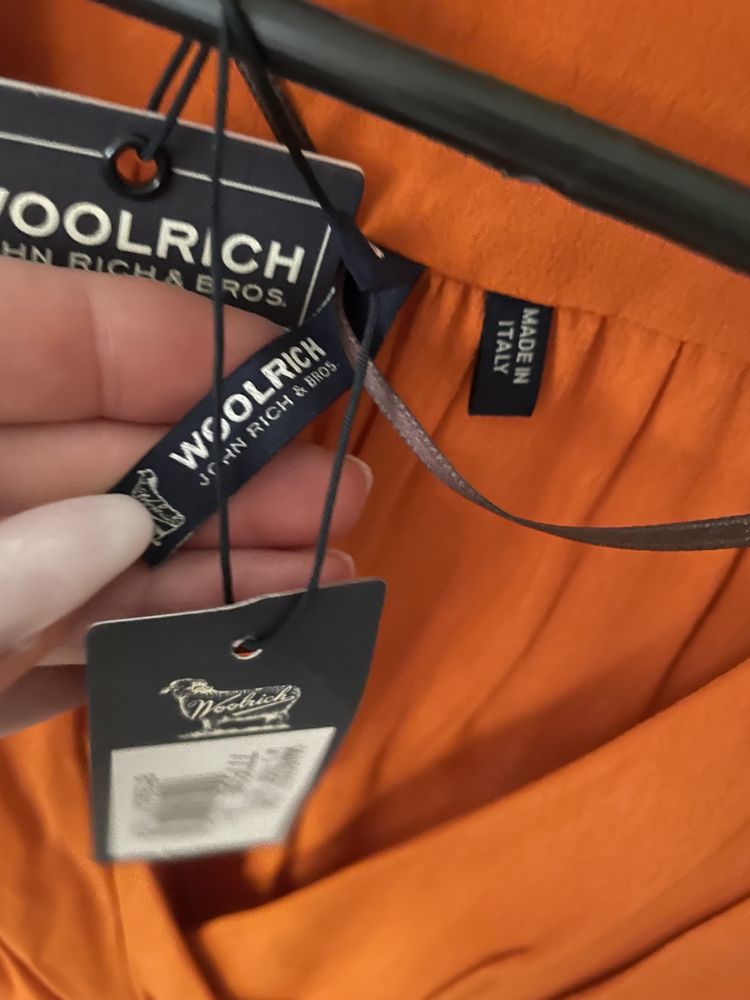 WOOLRICH
JOHN RICH & BROS.
WOOLRICH
JOHN RICH & BROS.
MADE IN
ITALY
Woolrich